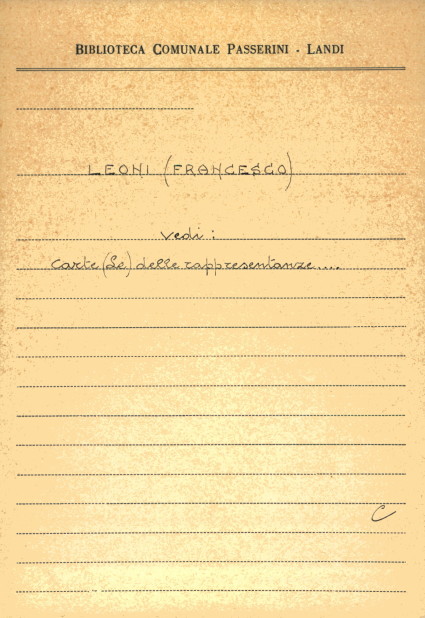 BIBLIOTECA COMUNALE PASSERINI - LANDI
LEONI (FRANCESCO)
Vedi:
Carte (Le) delle rappresentanze....
C